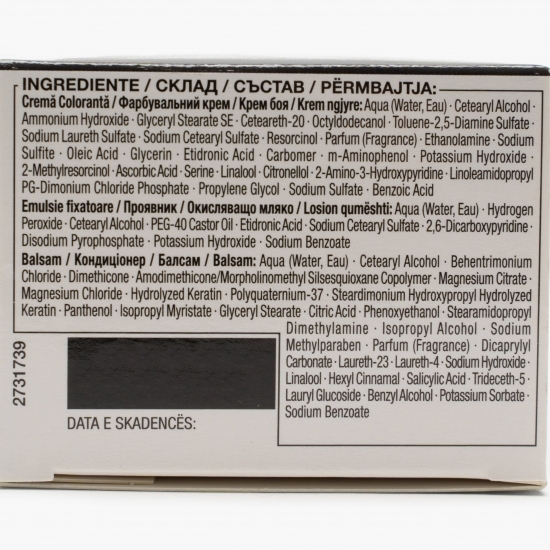 INGREDIENTE / СКЛАД / СЪСТАВ / PËRMBAJTJA:
Cremă Colorantă / Фарбувальний крем / Крем боя / Krem ngjyre: Aqua (Water, Eau) · Cetearyl Alcohol ·
Ammonium Hydroxide · Glyceryl Stearate SE · Ceteareth-20 · Octyldodecanol · Toluene-2,5-Diamine Sulfate ·
Sodium Laureth Sulfate · Sodium Cetearyl Sulfate · Resorcinol · Parfum (Fragrance) · Ethanolamine · Sodium
Sulfite · Oleic Acid · Glycerin · Etidronic Acid · Carbomer · m-Aminophenol · Potassium Hydroxide ·
2-Methylresorcinol · Ascorbic Acid · Serine · Linalool · Citronellol · 2-Amino-3-Hydroxypyridine · Linoleamidopropyl
PG-Dimonium Chloride Phosphate · Propylene Glycol · Sodium Sulfate · Benzoic Acid
Emulsie fixatoare / Проявник / Окисляващо мляко / Losion qumështi: Aqua (Water, Eau) · Hydrogen
Peroxide · Cetearyl Alcohol · PEG-40 Castor Oil · Etidronic Acid · Sodium Cetearyl Sulfate · 2,6-Dicarboxypyridine ·
Disodium Pyrophosphate · Potassium Hydroxide · Sodium Benzoate
Balsam / Кондиціонер / Балсам / Balsam: Aqua (Water, Eau) · Cetearyl Alcohol · Behentrimonium
Chloride · Dimethicone · Amodimethicone/Morpholinomethyl Silsesquioxane Copolymer · Magnesium Citrate ·
Magnesium Chloride · Hydrolyzed Keratin · Polyquaternium-37 · Steardimonium Hydroxypropyl Hydrolyzed
Keratin · Panthenol · Isopropyl Myristate · Glyceryl Stearate · Citric Acid · Phenoxyethanol · Stearamidopropyl
Dimethylamine · Isopropyl Alcohol · Sodium
Methylparaben · Parfum (Fragrance) · Dicaprylyl
Carbonate · Laureth-23 · Laureth-4 · Sodium Hydroxide ·
Linalool · Hexyl Cinnamal · Salicylic Acid · Trideceth-5 ·
Lauryl Glucoside · Benzyl Alcohol · Potassium Sorbate ·
Sodium Benzoate
2731739
DATA E SKADENCËS: